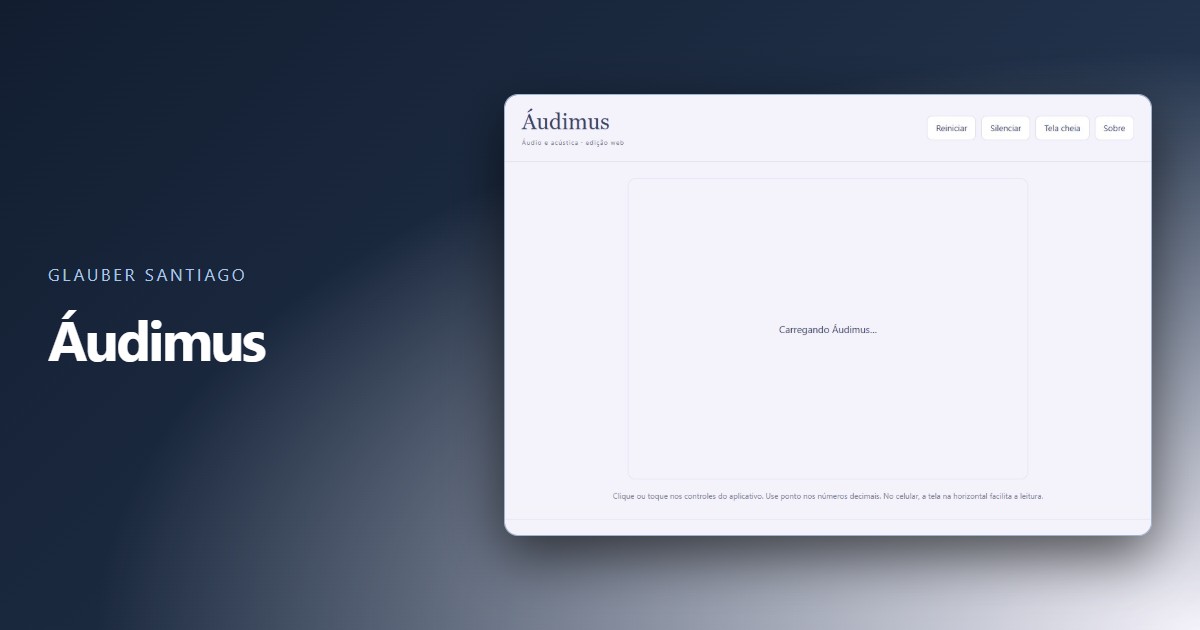 GLAUBER SANTIAGO
Áudimus
Áudimus
Áudio e acústica · edição web
Reiniciar
Silenciar
Tela cheia
Sobre
Carregando Áudimus...
Clique ou toque nos controles do aplicativo. Use ponto nos números decimais. No celular, a tela na horizontal facilita a leitura.